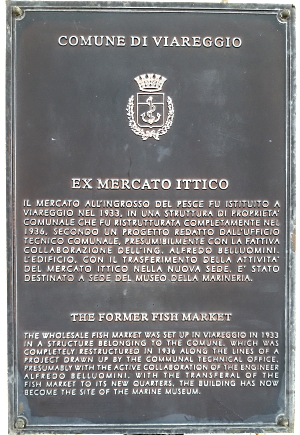 COMUNE DI VIAREGGIO
EX MERCATO ITTICO
IL MERCATO ALL'INGROSSO DEL PESCE FU ISTITUITO A
VIAREGGIO NEL 1933, IN UNA STRUTTURA DI PROPRIETA'
COMUNALE CHE FU RISTRUTTURATA COMPLETAMENTE NEL
1936, SECONDO UN PROGETTO REDATTO DALL'UFFICIO
TECNICO COMUNALE, PRESUMIBILMENTE CON LA FATTIVA
COLLABORAZIONE DELL'ING. ALFREDO BELLUOMINI.
L'EDIFICIO, CON IL TRASFERIMENTO DELLA ATTIVITA'
DEL MERCATO ITTICO NELLA NUOVA SEDE, E' STATO
DESTINATO A SEDE DEL MUSEO DELLA MARINERIA.
THE FORMER FISH MARKET
THE WHOLESALE FISH MARKET WAS SET UP IN VIAREGGIO IN 1933
IN A STRUCTURE BELONGING TO THE COMUNE, WHICH WAS
COMPLETELY RESTRUCTURED IN 1936 ALONG THE LINES OF A
PROJECT DRAWN UP BY THE COMMUNAL TECHNICAL OFFICE,
PRESUMABLY WITH THE ACTIVE COLLABORATION OF THE ENGINEER
ALFREDO BELLUOMINI. WITH THE TRANSFERAL OF THE
FISH MARKET TO ITS NEW QUARTERS, THE BUILDING HAS NOW
BECOME THE SITE OF THE MARINE MUSEUM.